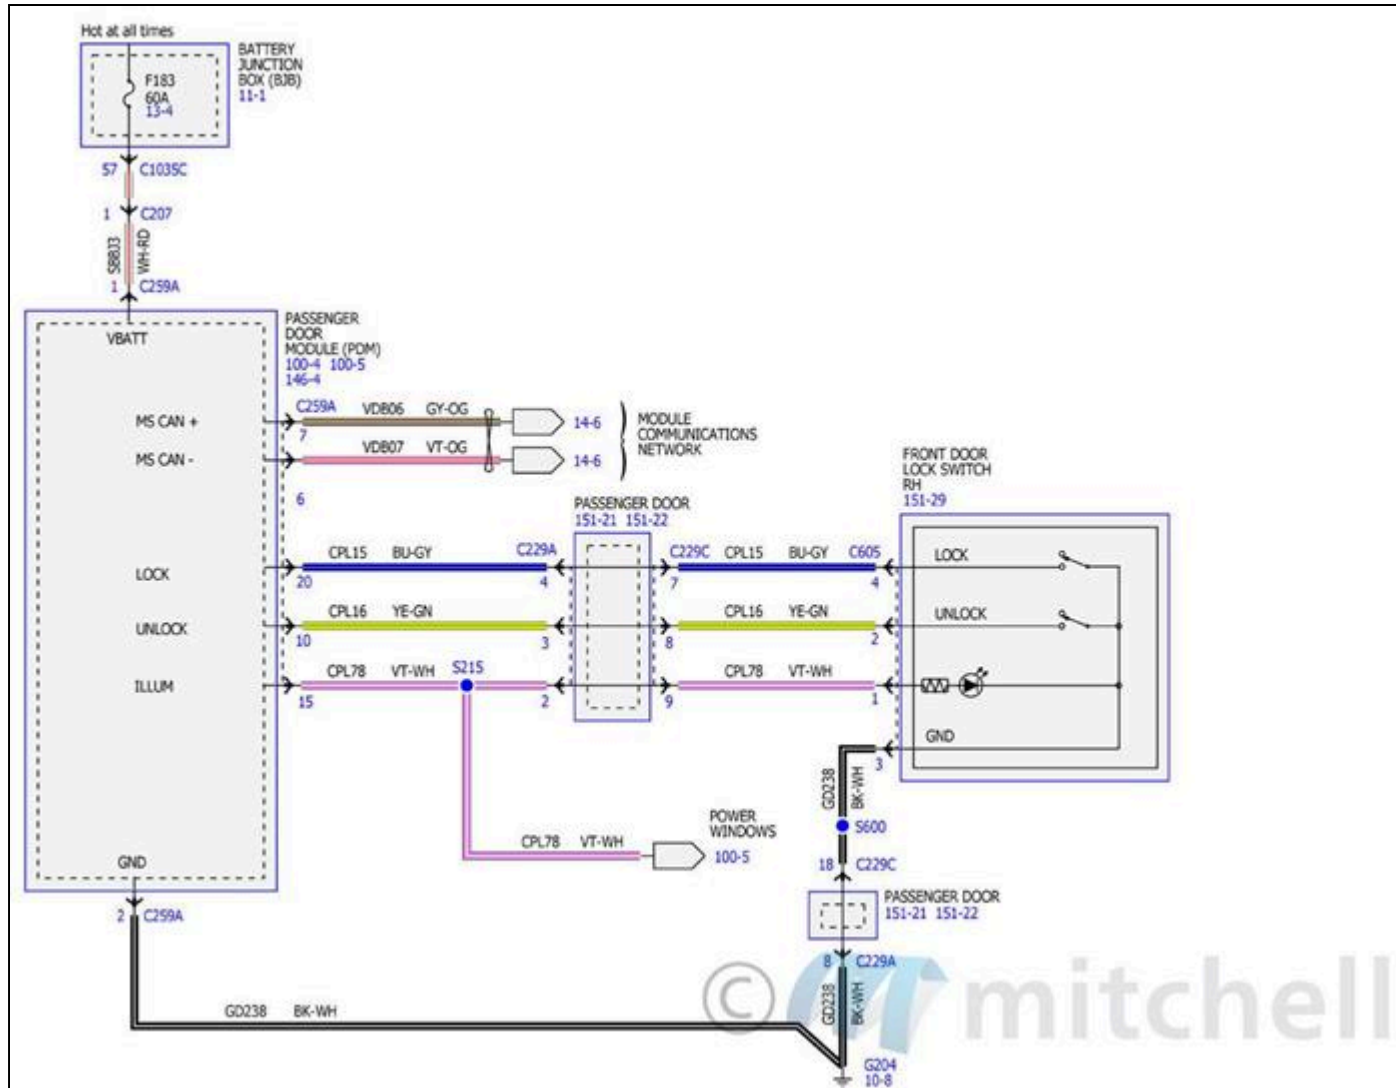 Hot at all times
BATTERY
JUNCTION
BOX (BJB)
11-1
F183
60A
13-4
57 C1035C
1 C207
SBBJ3 WH-RD
1 C259A
VBATT
PASSENGER
DOOR
MODULE (PDM)
100-4 100-5
146-4
MS CAN +
C259A VDB06 GY-OG
7
14-6
MODULE
COMMUNICATIONS
NETWORK
MS CAN -
VDB07 VT-OG
14-6
6
PASSENGER DOOR
151-21 151-22
FRONT DOOR
LOCK SWITCH
RH
151-29
LOCK
CPL15 BU-GY C229A
20 4
C229C CPL15 BU-GY C605
7 4
LOCK
UNLOCK
CPL16 YE-GN
10 3
CPL16 YE-GN
8 2
UNLOCK
ILLUM
CPL78 VT-WH S215
15 2
CPL78 VT-WH
9 1
GND
3
GD238 BK-WH
S600
CPL78 VT-WH
POWER
WINDOWS
100-5
18 C229C
PASSENGER DOOR
151-21 151-22
GND
2 C259A
8 C229A
GD238 BK-WH
GD238 BK-WH
G204
10-8
© mitchell